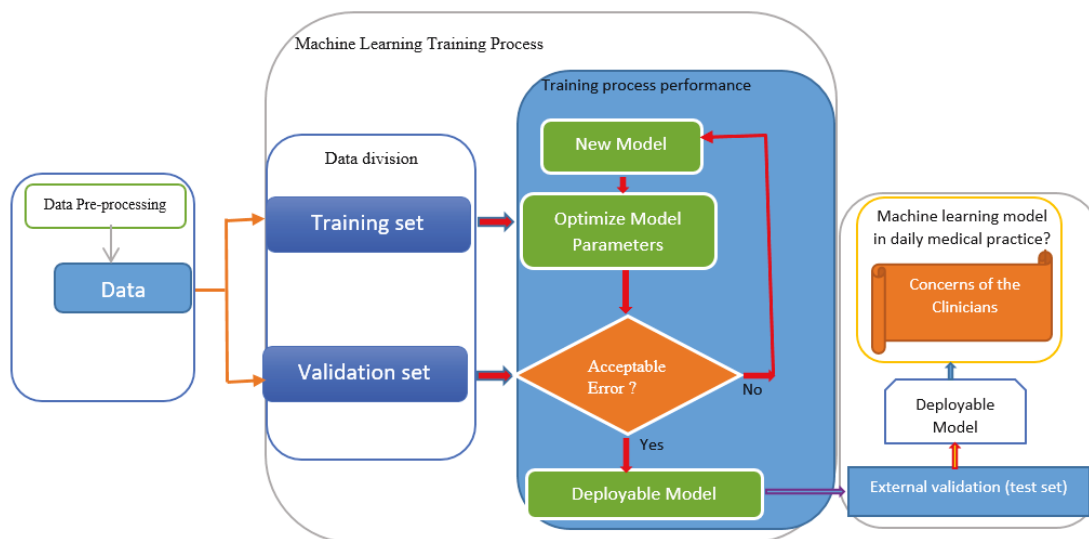 Machine Learning Training Process
Training process performance
New Model
Data division
Data Pre-processing
Training set
Optimize Model
Parameters
Machine learning model
in daily medical practice?
Concerns of the
Clinicians
Data
Validation set
Acceptable
Error ?
No
Deployable
Model
Yes
Deployable Model
External validation (test set)